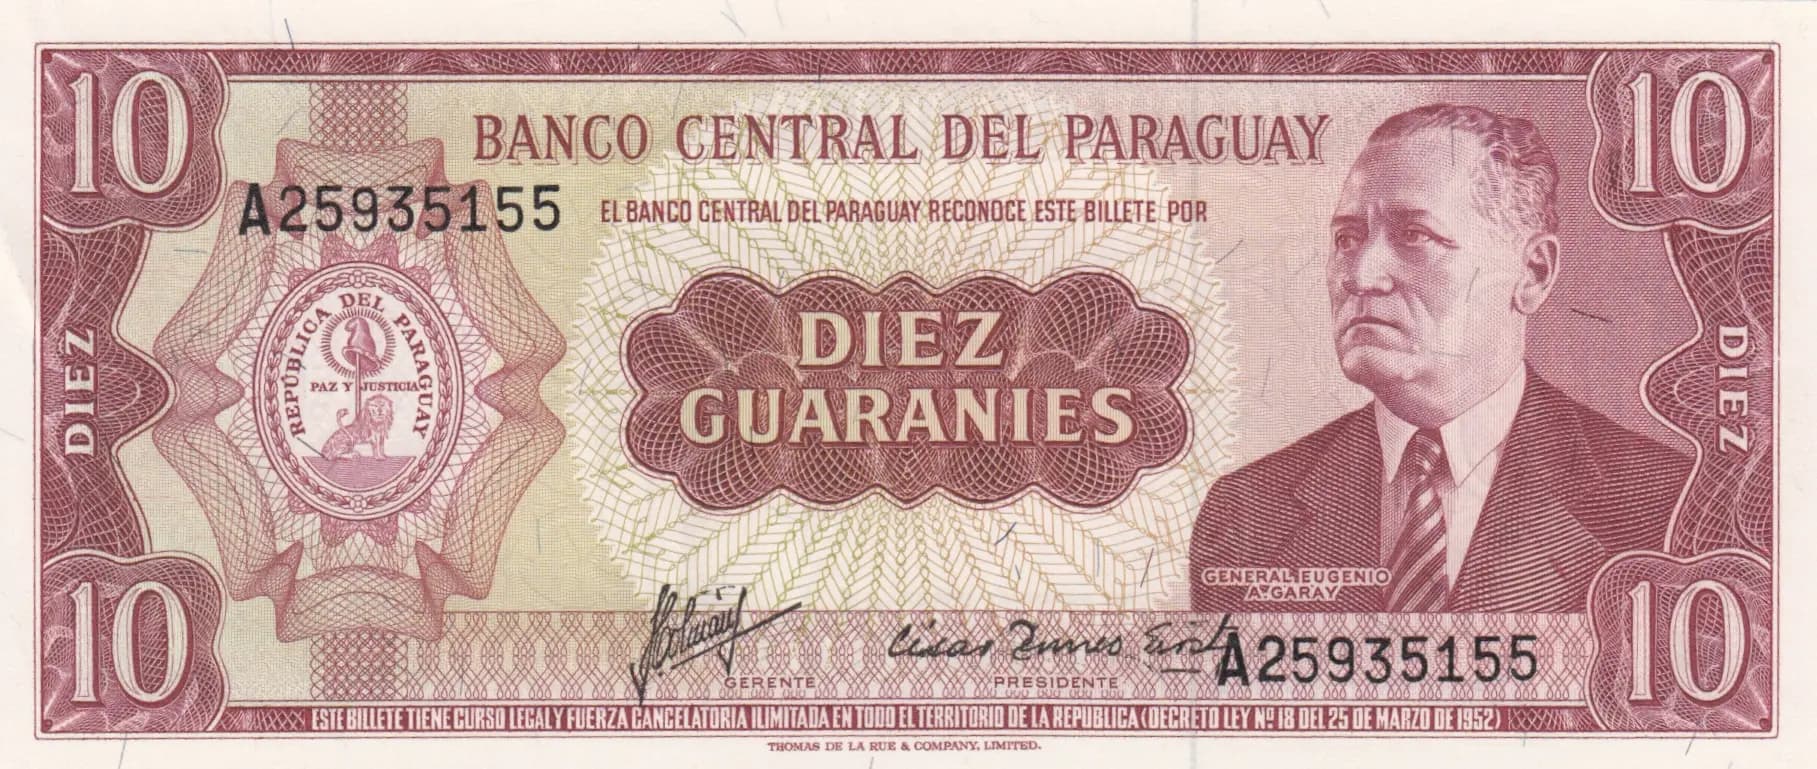 10
10
BANCO CENTRAL DEL PARAGUAY
A25935155
EL BANCO CENTRAL DEL PARAGUAY RECONOCE ESTE BILLETE POR
REPÚBLICA DEL PARAGUAY
PAZ Y JUSTICIA
DIEZ
DIEZ
GUARANIES
DIEZ
GENERAL EUGENIO
A. GARAY
10
César
GERENTE
PRESIDENTE
A25935155
10
ESTE BILLETE TIENE CURSO LEGAL Y FUERZA CANCELATORIA ILIMITADA EN TODO EL TERRITORIO DE LA REPUBLICA (DECRETO LEY Nº 18 DEL 25 DE MARZO DE 1952)
THOMAS DE LA RUE & COMPANY, LIMITED.